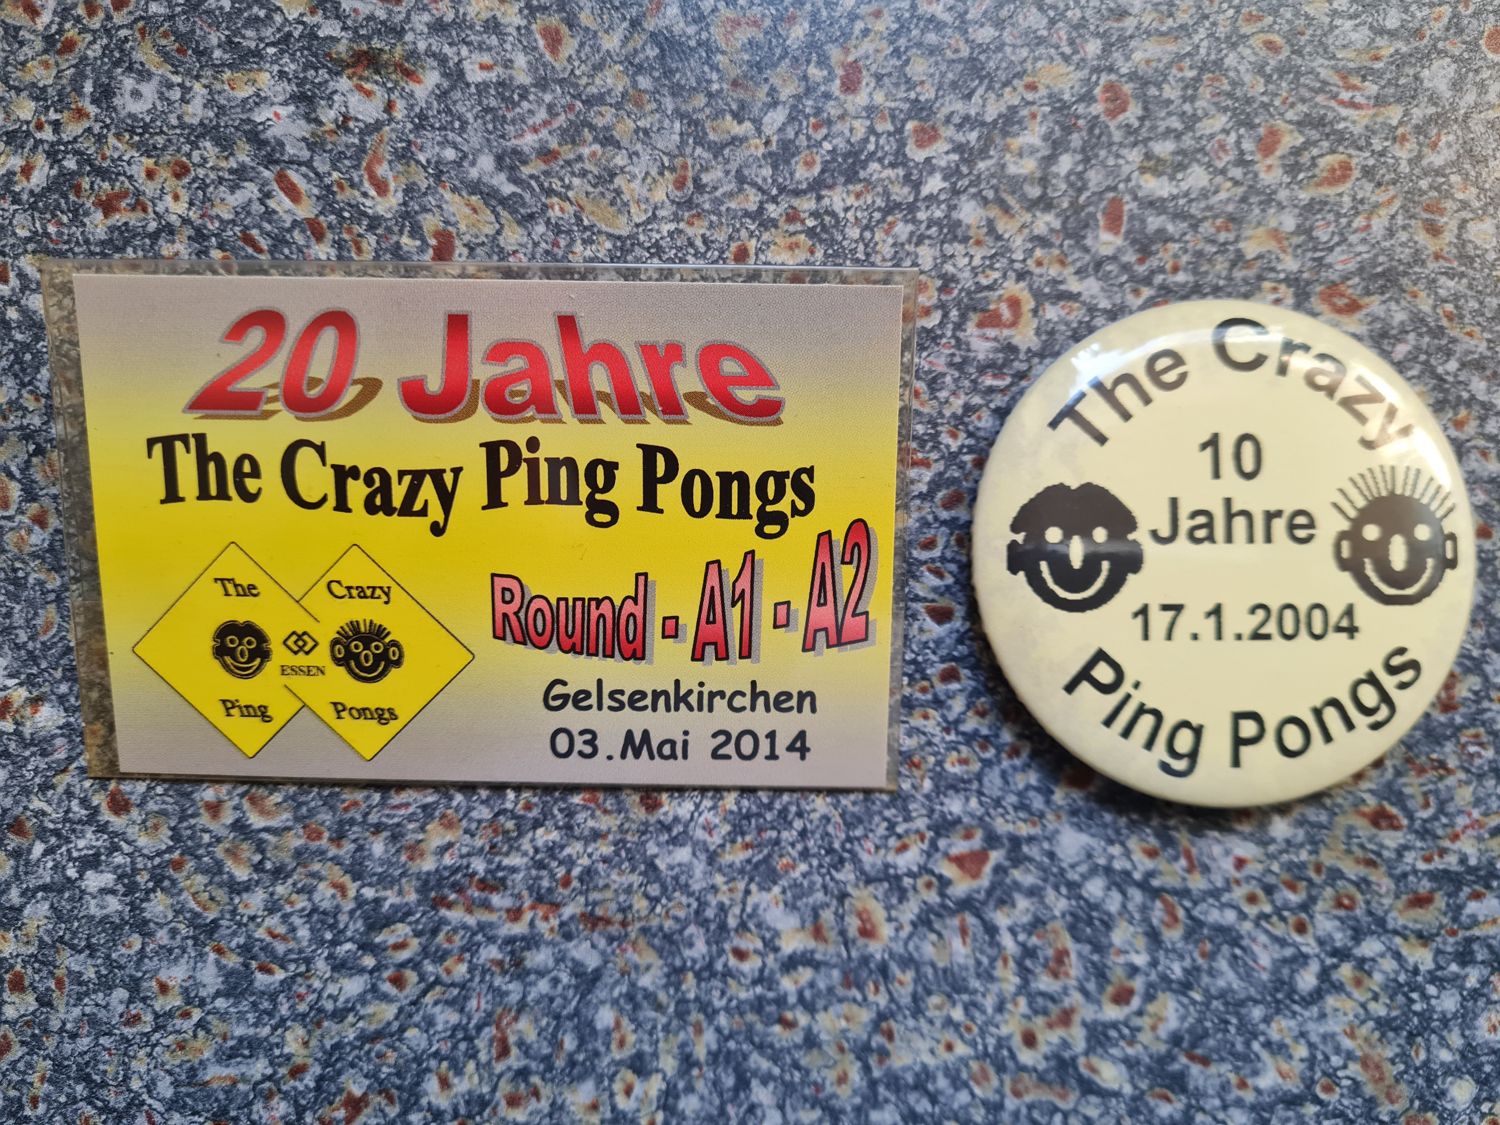 20 Jahre
The Crazy Ping Pongs
Round - A1 - A2
Gelsenkirchen
03.Mai 2014
The Crazy
ESSEN
Ping Pongs
The Crazy
10
Jahre
17.1.2004
Ping Pongs